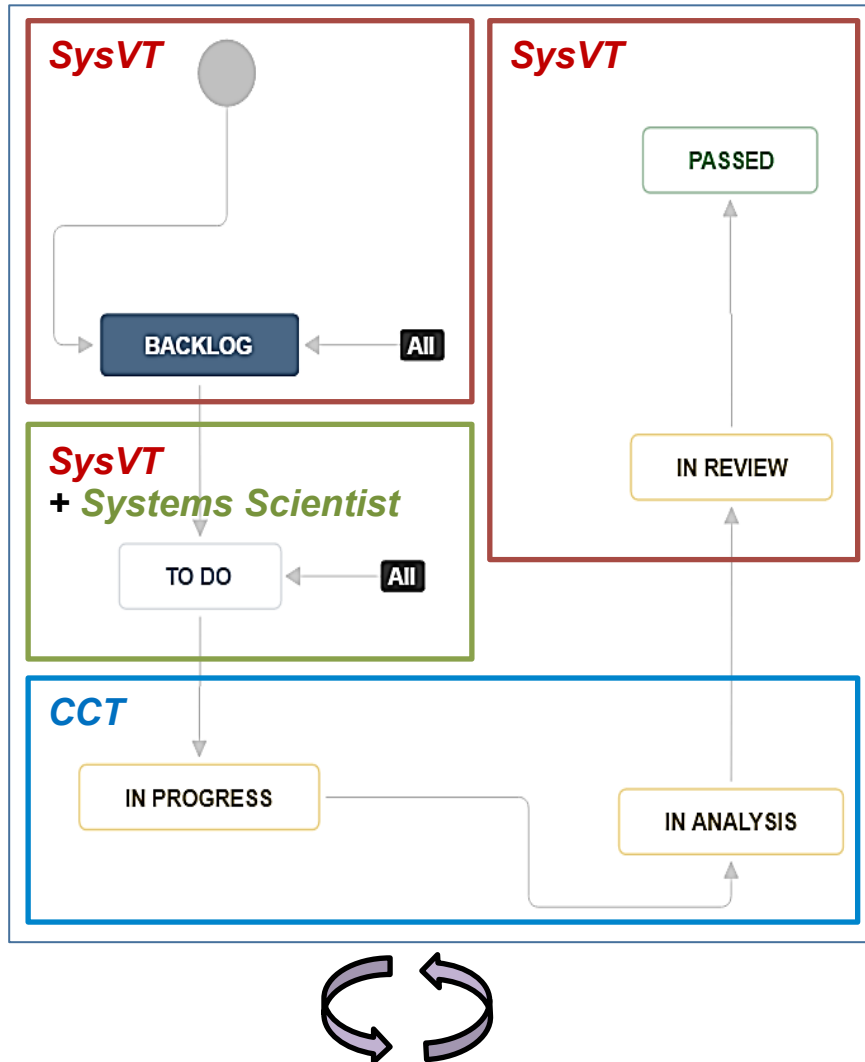 SysVT
BACKLOG
All
SysVT
+ Systems Scientist
TO DO
All
CCT
IN PROGRESS
IN ANALYSIS
SysVT
PASSED
IN REVIEW